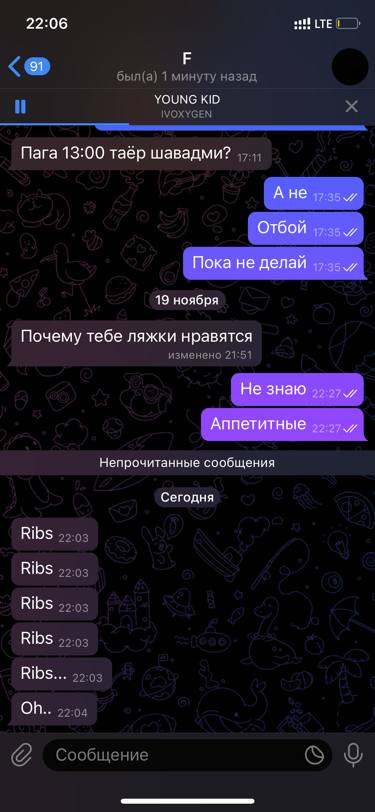 22:06
LTE
91
F
был(а) 1 минуту назад
YOUNG KID
IVOXYGEN
Пага 13:00 таёр шавадми? 17:11
А не 17:35
Отбой 17:35
Пока не делай 17:35
19 ноября
Почему тебе ляжки нравятся
изменено 21:51
Не знаю 22:27
Аппетитные 22:27
Непрочитанные сообщения
Сегодня
Ribs 22:03
Ribs 22:03
Ribs 22:03
Ribs 22:03
Ribs... 22:03
Oh.. 22:04
Сообщение